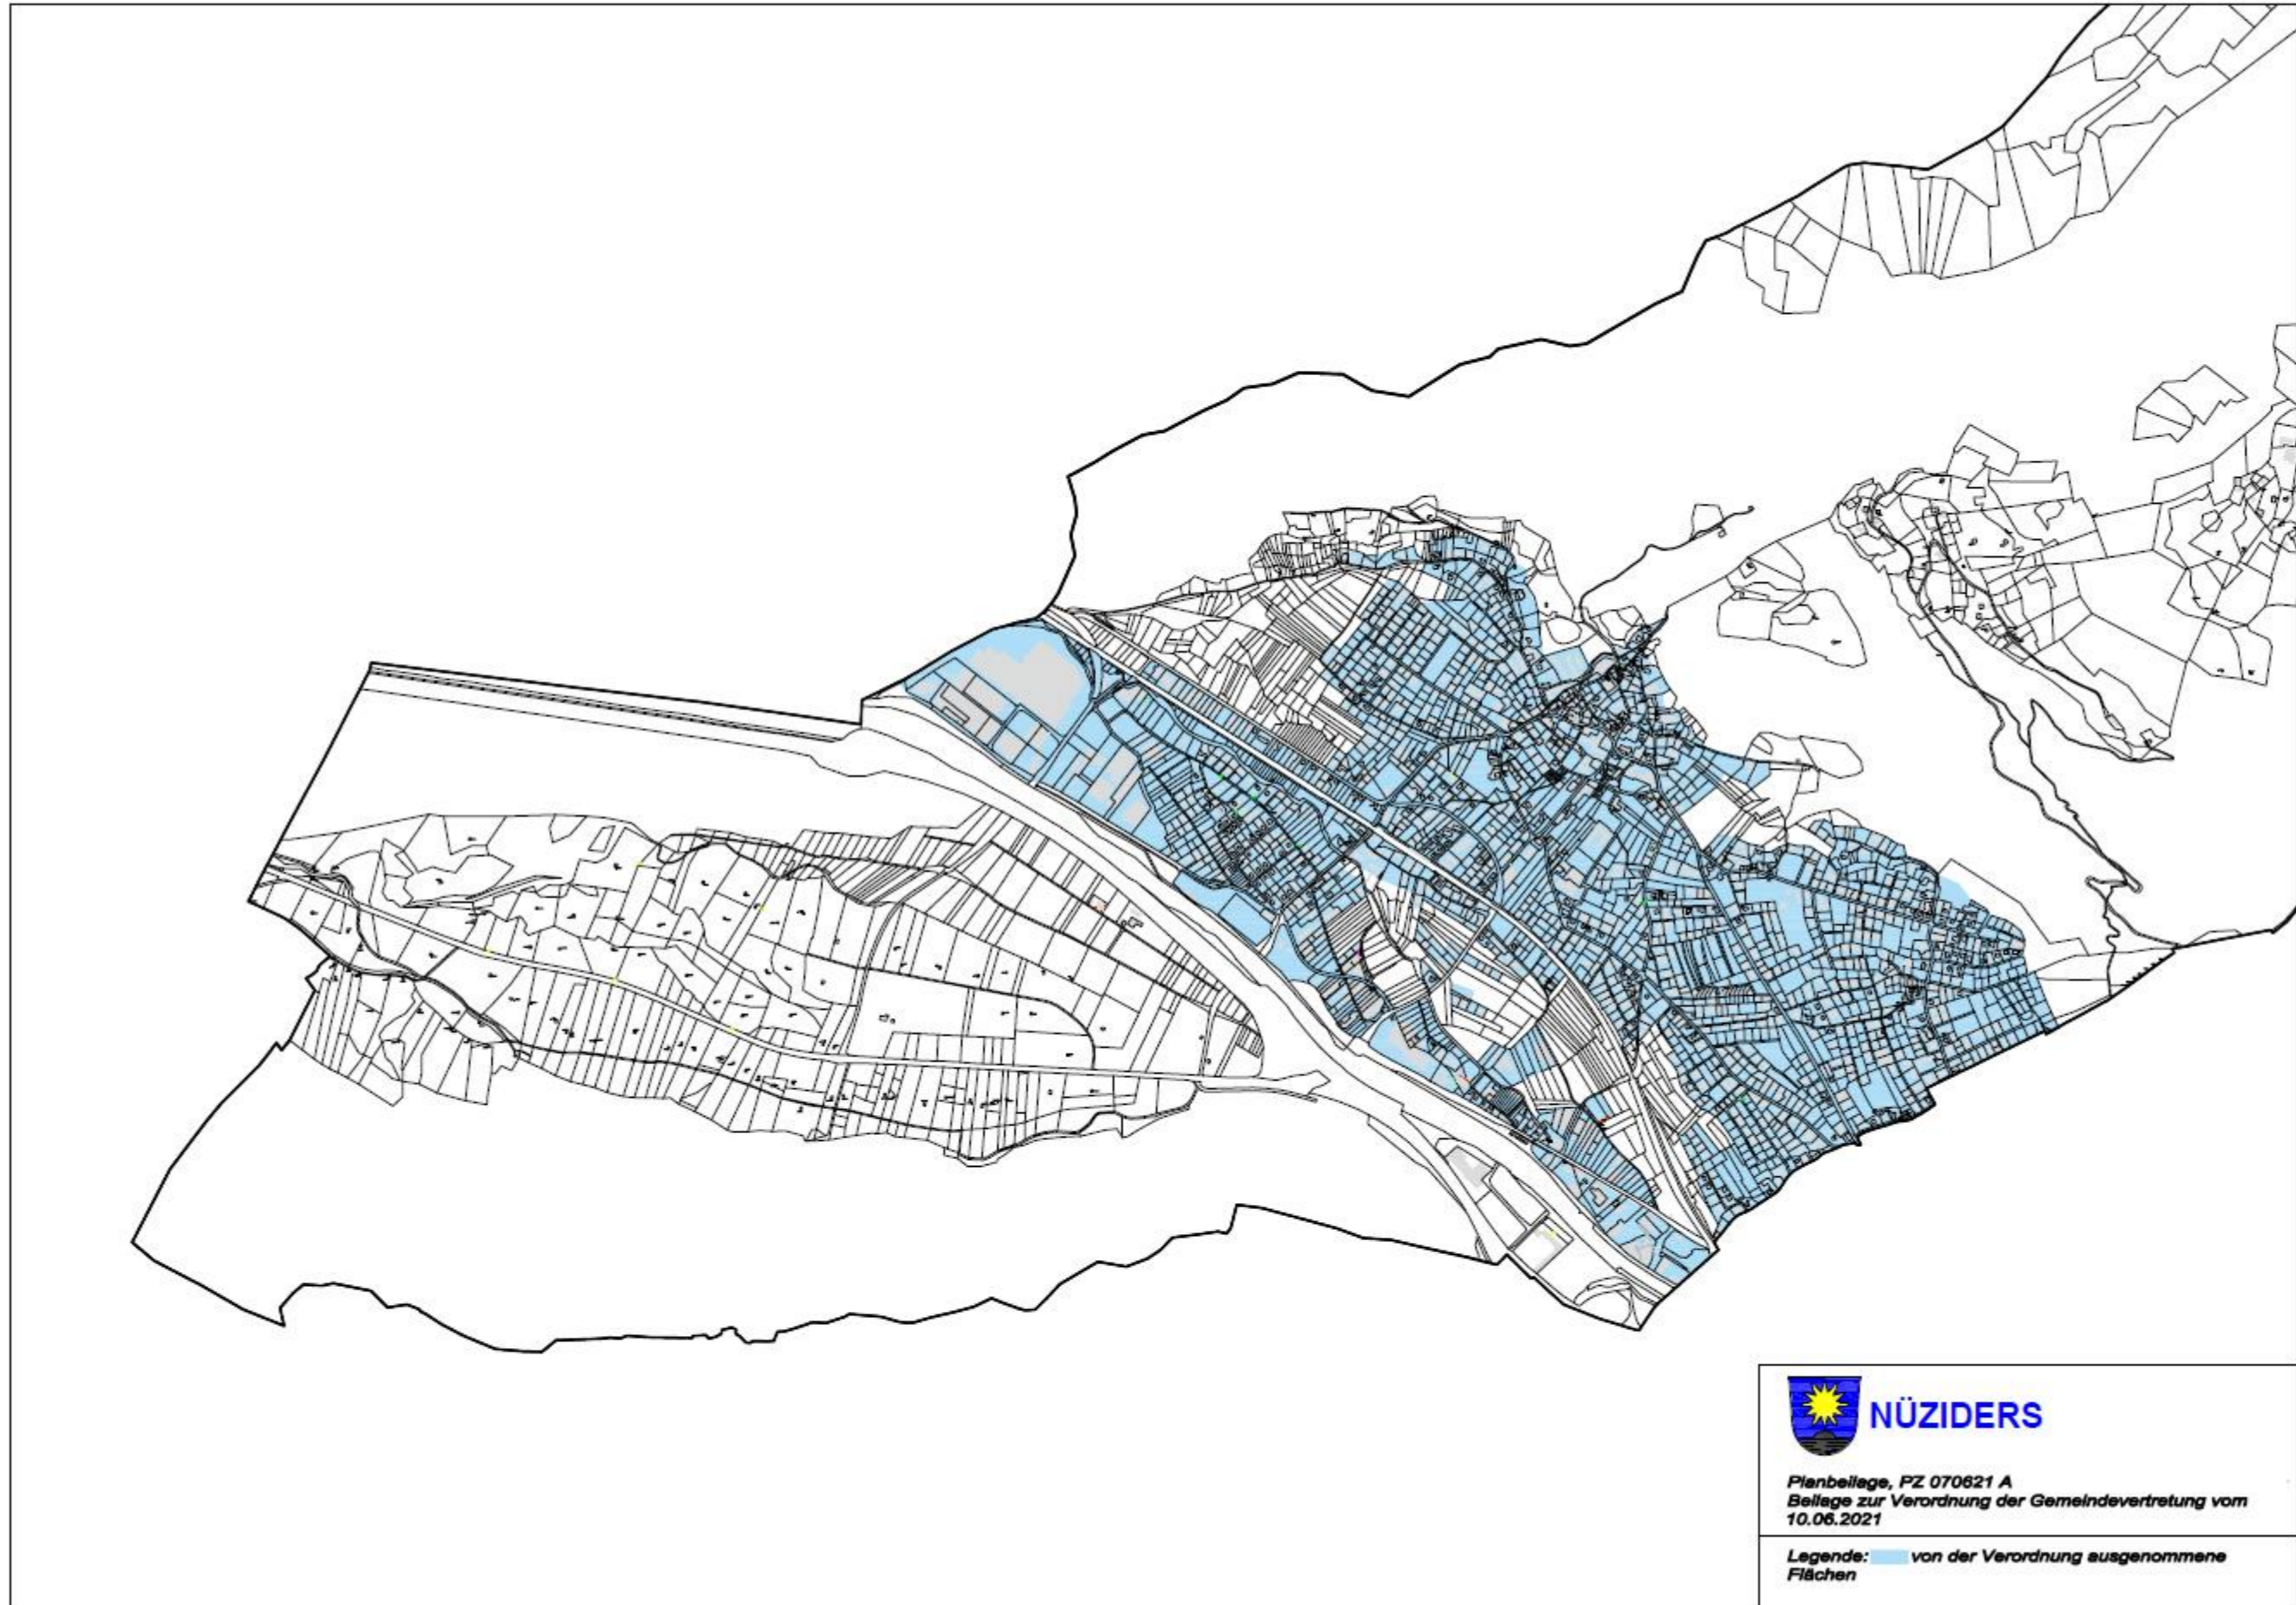 NÜZIDERS
Planbeilage, PZ 070621 A
Beilage zur Verordnung der Gemeindevertretung vom
10.06.2021
Legende: von der Verordnung ausgenommene
Flächen